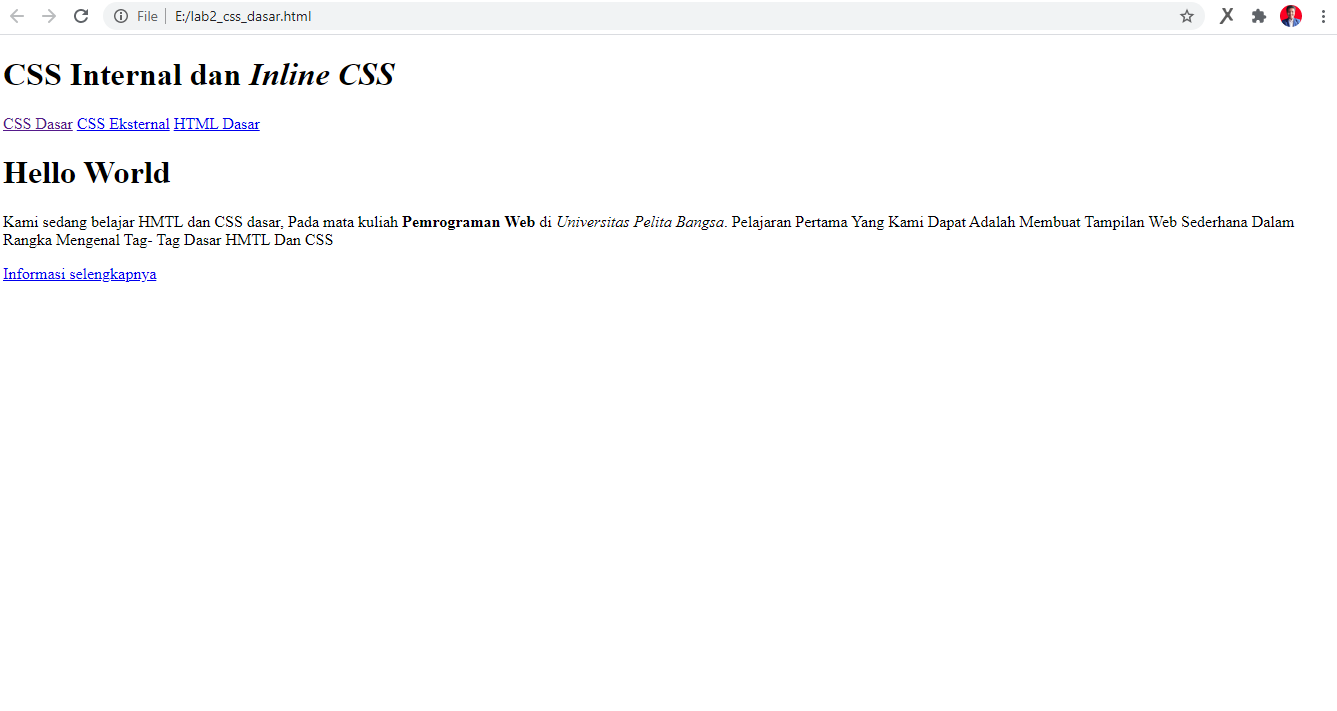 File E:/lab2_css_dasar.html
CSS Internal dan Inline CSS
CSS Dasar CSS Eksternal HTML Dasar
Hello World
Kami sedang belajar HMTL dan CSS dasar, Pada mata kuliah Pemrograman Web di Universitas Pelita Bangsa. Pelajaran Pertama Yang Kami Dapat Adalah Membuat Tampilan Web Sederhana Dalam
Rangka Mengenal Tag- Tag Dasar HMTL Dan CSS
Informasi selengkapnya